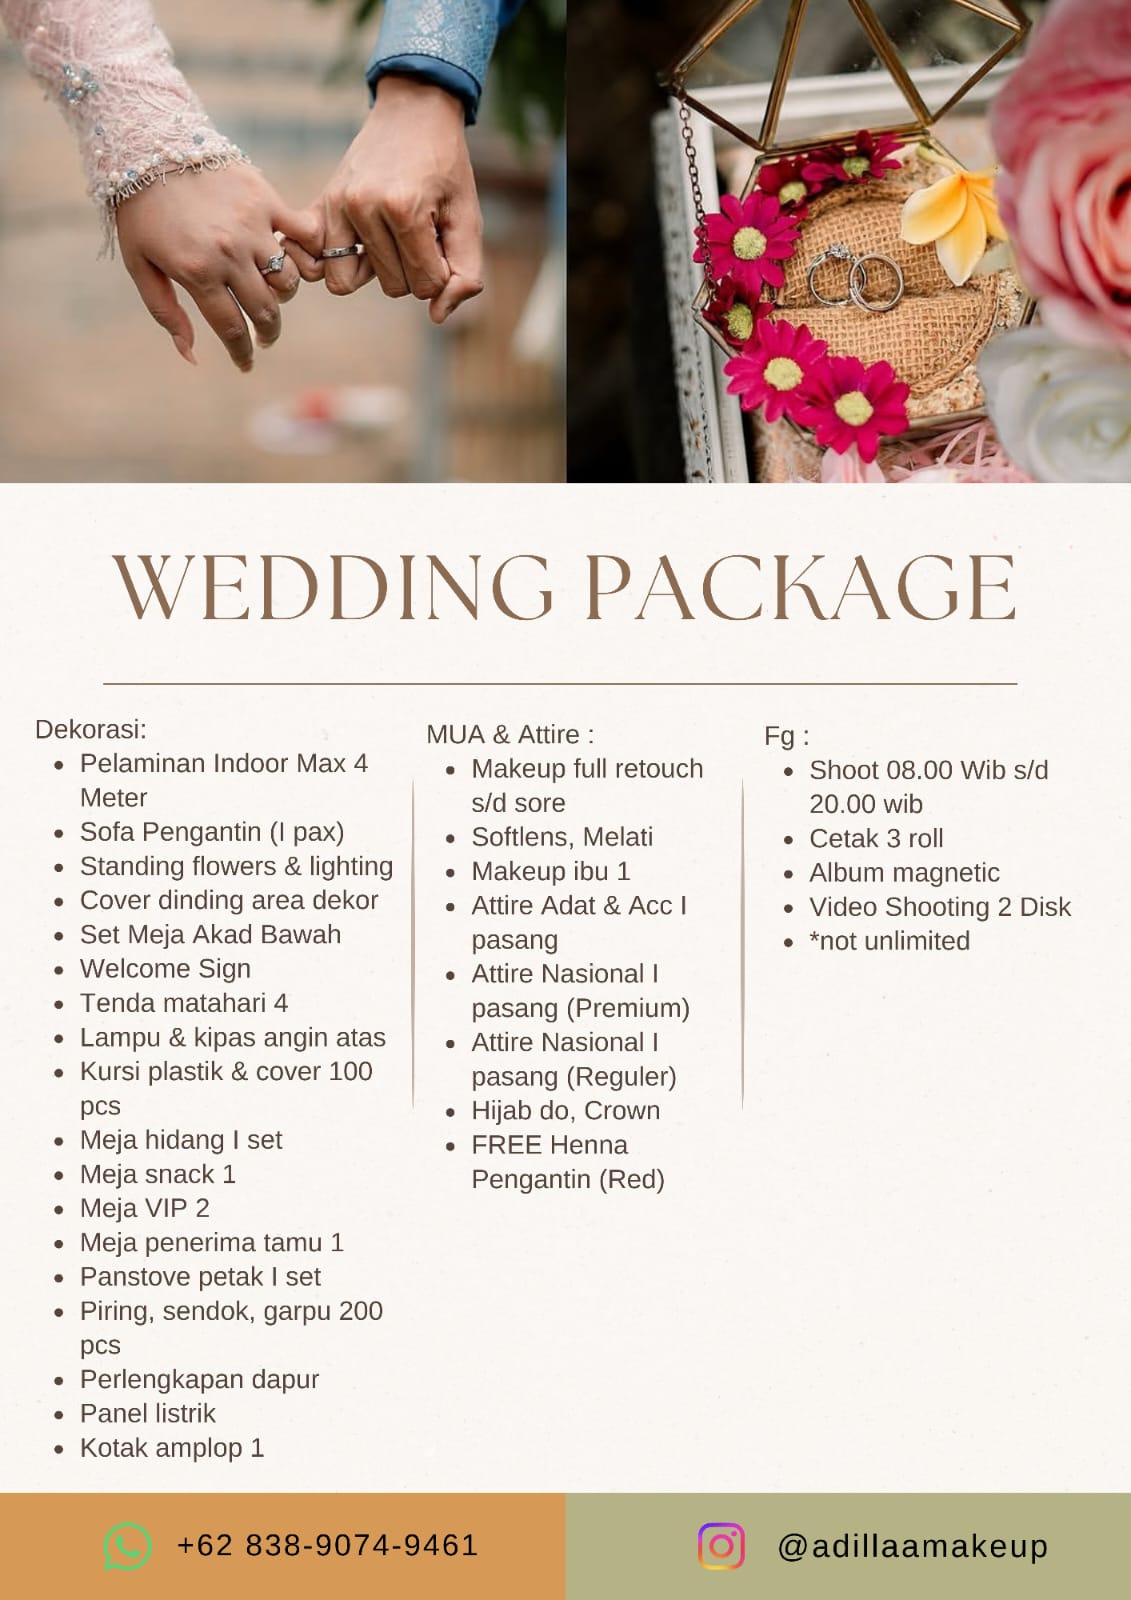 WEDDING PACKAGE
Dekorasi:
• Pelaminan Indoor Max 4
Meter
• Sofa Pengantin (I pax)
• Standing flowers & lighting
• Cover dinding area dekor
• Set Meja Akad Bawah
• Welcome Sign
• Tenda matahari 4
• Lampu & kipas angin atas
• Kursi plastik & cover 100
pcs
• Meja hidang I set
• Meja snack 1
• Meja VIP 2
• Meja penerima tamu 1
• Panstove petak I set
• Piring, sendok, garpu 200
pcs
• Perlengkapan dapur
• Panel listrik
• Kotak amplop 1
MUA & Attire :
• Makeup full retouch
s/d sore
• Softlens, Melati
• Makeup ibu 1
• Attire Adat & Acc I
pasang
• Attire Nasional I
pasang (Premium)
• Attire Nasional I
pasang (Reguler)
• Hijab do, Crown
• FREE Henna
Pengantin (Red)
Fg :
• Shoot 08.00 Wib s/d
20.00 wib
• Cetak 3 roll
• Album magnetic
• Video Shooting 2 Disk
• *not unlimited
+62 838-9074-9461
@adillaamakeup